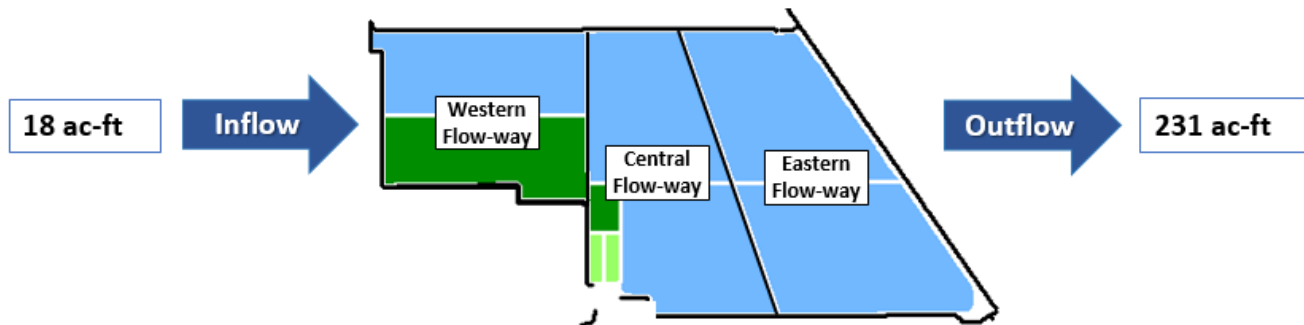 18 ac-ft
Inflow
Western
Flow-way
Central
Flow-way
Eastern
Flow-way
Outflow
231 ac-ft